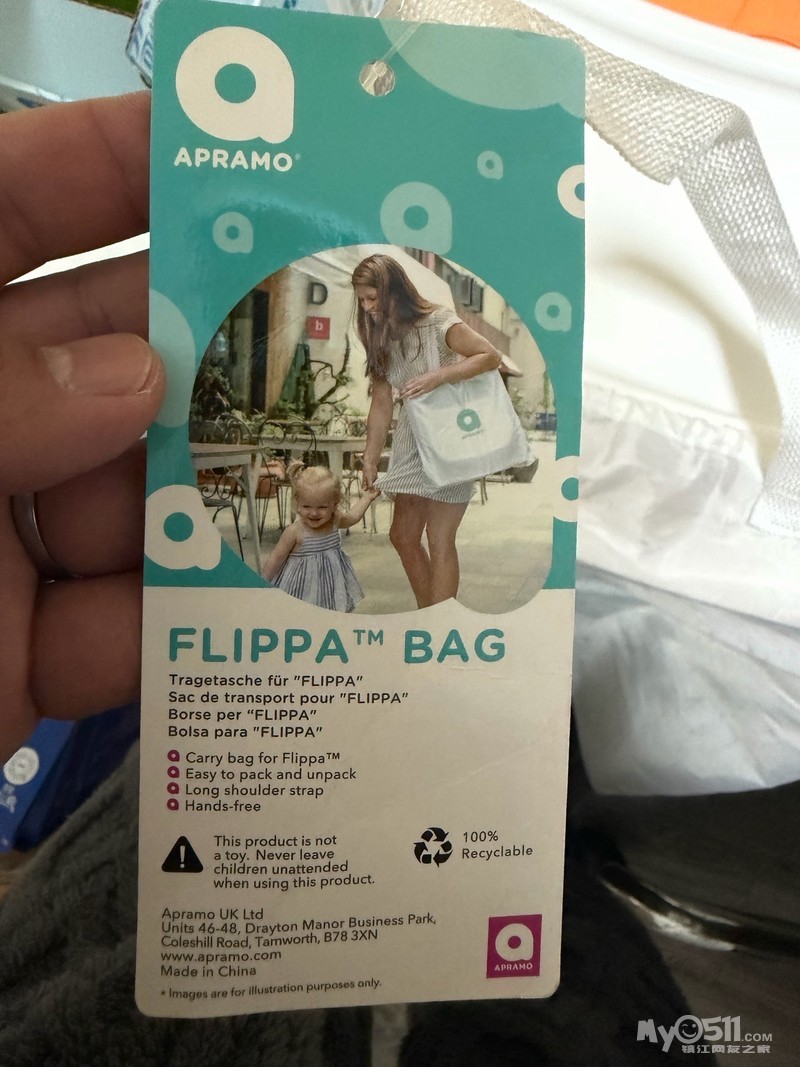 APRAMO®
D
b
apramo
FLIPPA™ BAG
Tragetasche für "FLIPPA"
Sac de transport pour "FLIPPA"
Borse per “FLIPPA"
Bolsa para "FLIPPA"
Carry bag for Flippa™
Easy to pack and unpack
Long shoulder strap
Hands-free
This product is not
a toy. Never leave
children unattended
when using this product.
100%
Recyclable
Apramo UK Ltd
Units 46-48, Drayton Manor Business Park,
Coleshill Road, Tamworth, B78 3XN
www.apramo.com
Made in China
* Images are for illustration purposes only.
APRAMO
My0511.COM
镇江网友之家